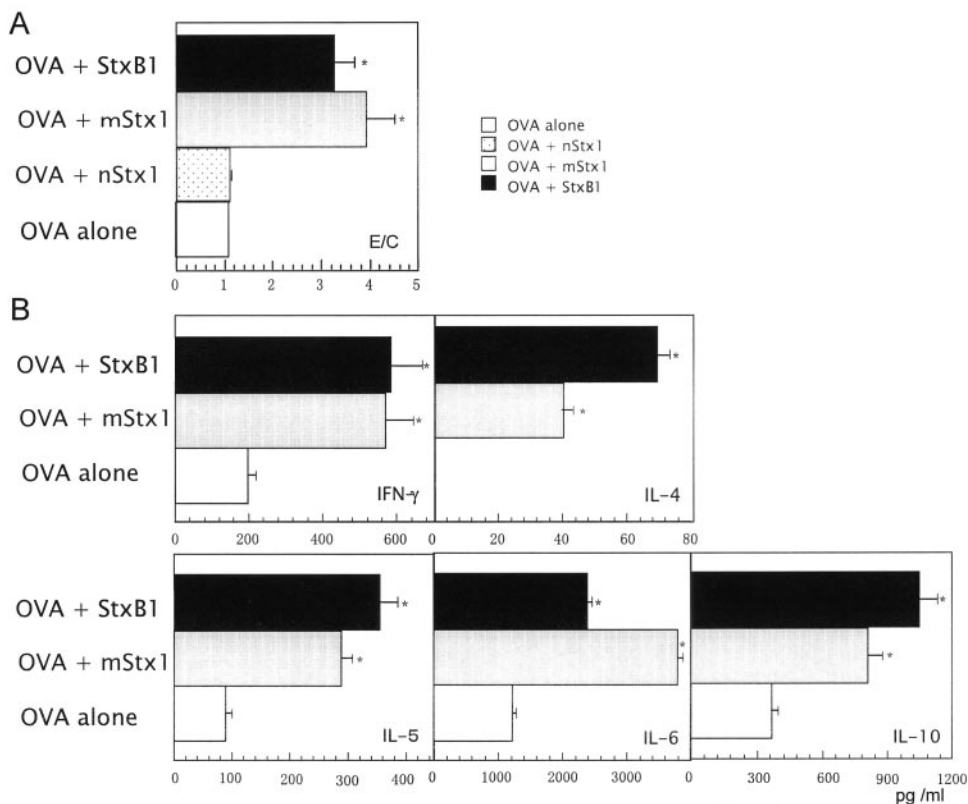 A
OVA + StxB1 *
OVA + mStx1 *
OVA + nStx1
OVA alone
E/C
0 1 2 3 4 5
OVA alone
OVA + nStx1
OVA + mStx1
OVA + StxB1
B
OVA + StxB1 * *
OVA + mStx1 * *
OVA alone
IFN-γ IL-4
0 200 400 600 0 20 40 60 80
OVA + StxB1 * * *
OVA + mStx1 * * *
OVA alone
IL-5 IL-6 IL-10
0 100 200 300 400 0 1000 2000 3000 0 300 600 900 1200
pg /ml